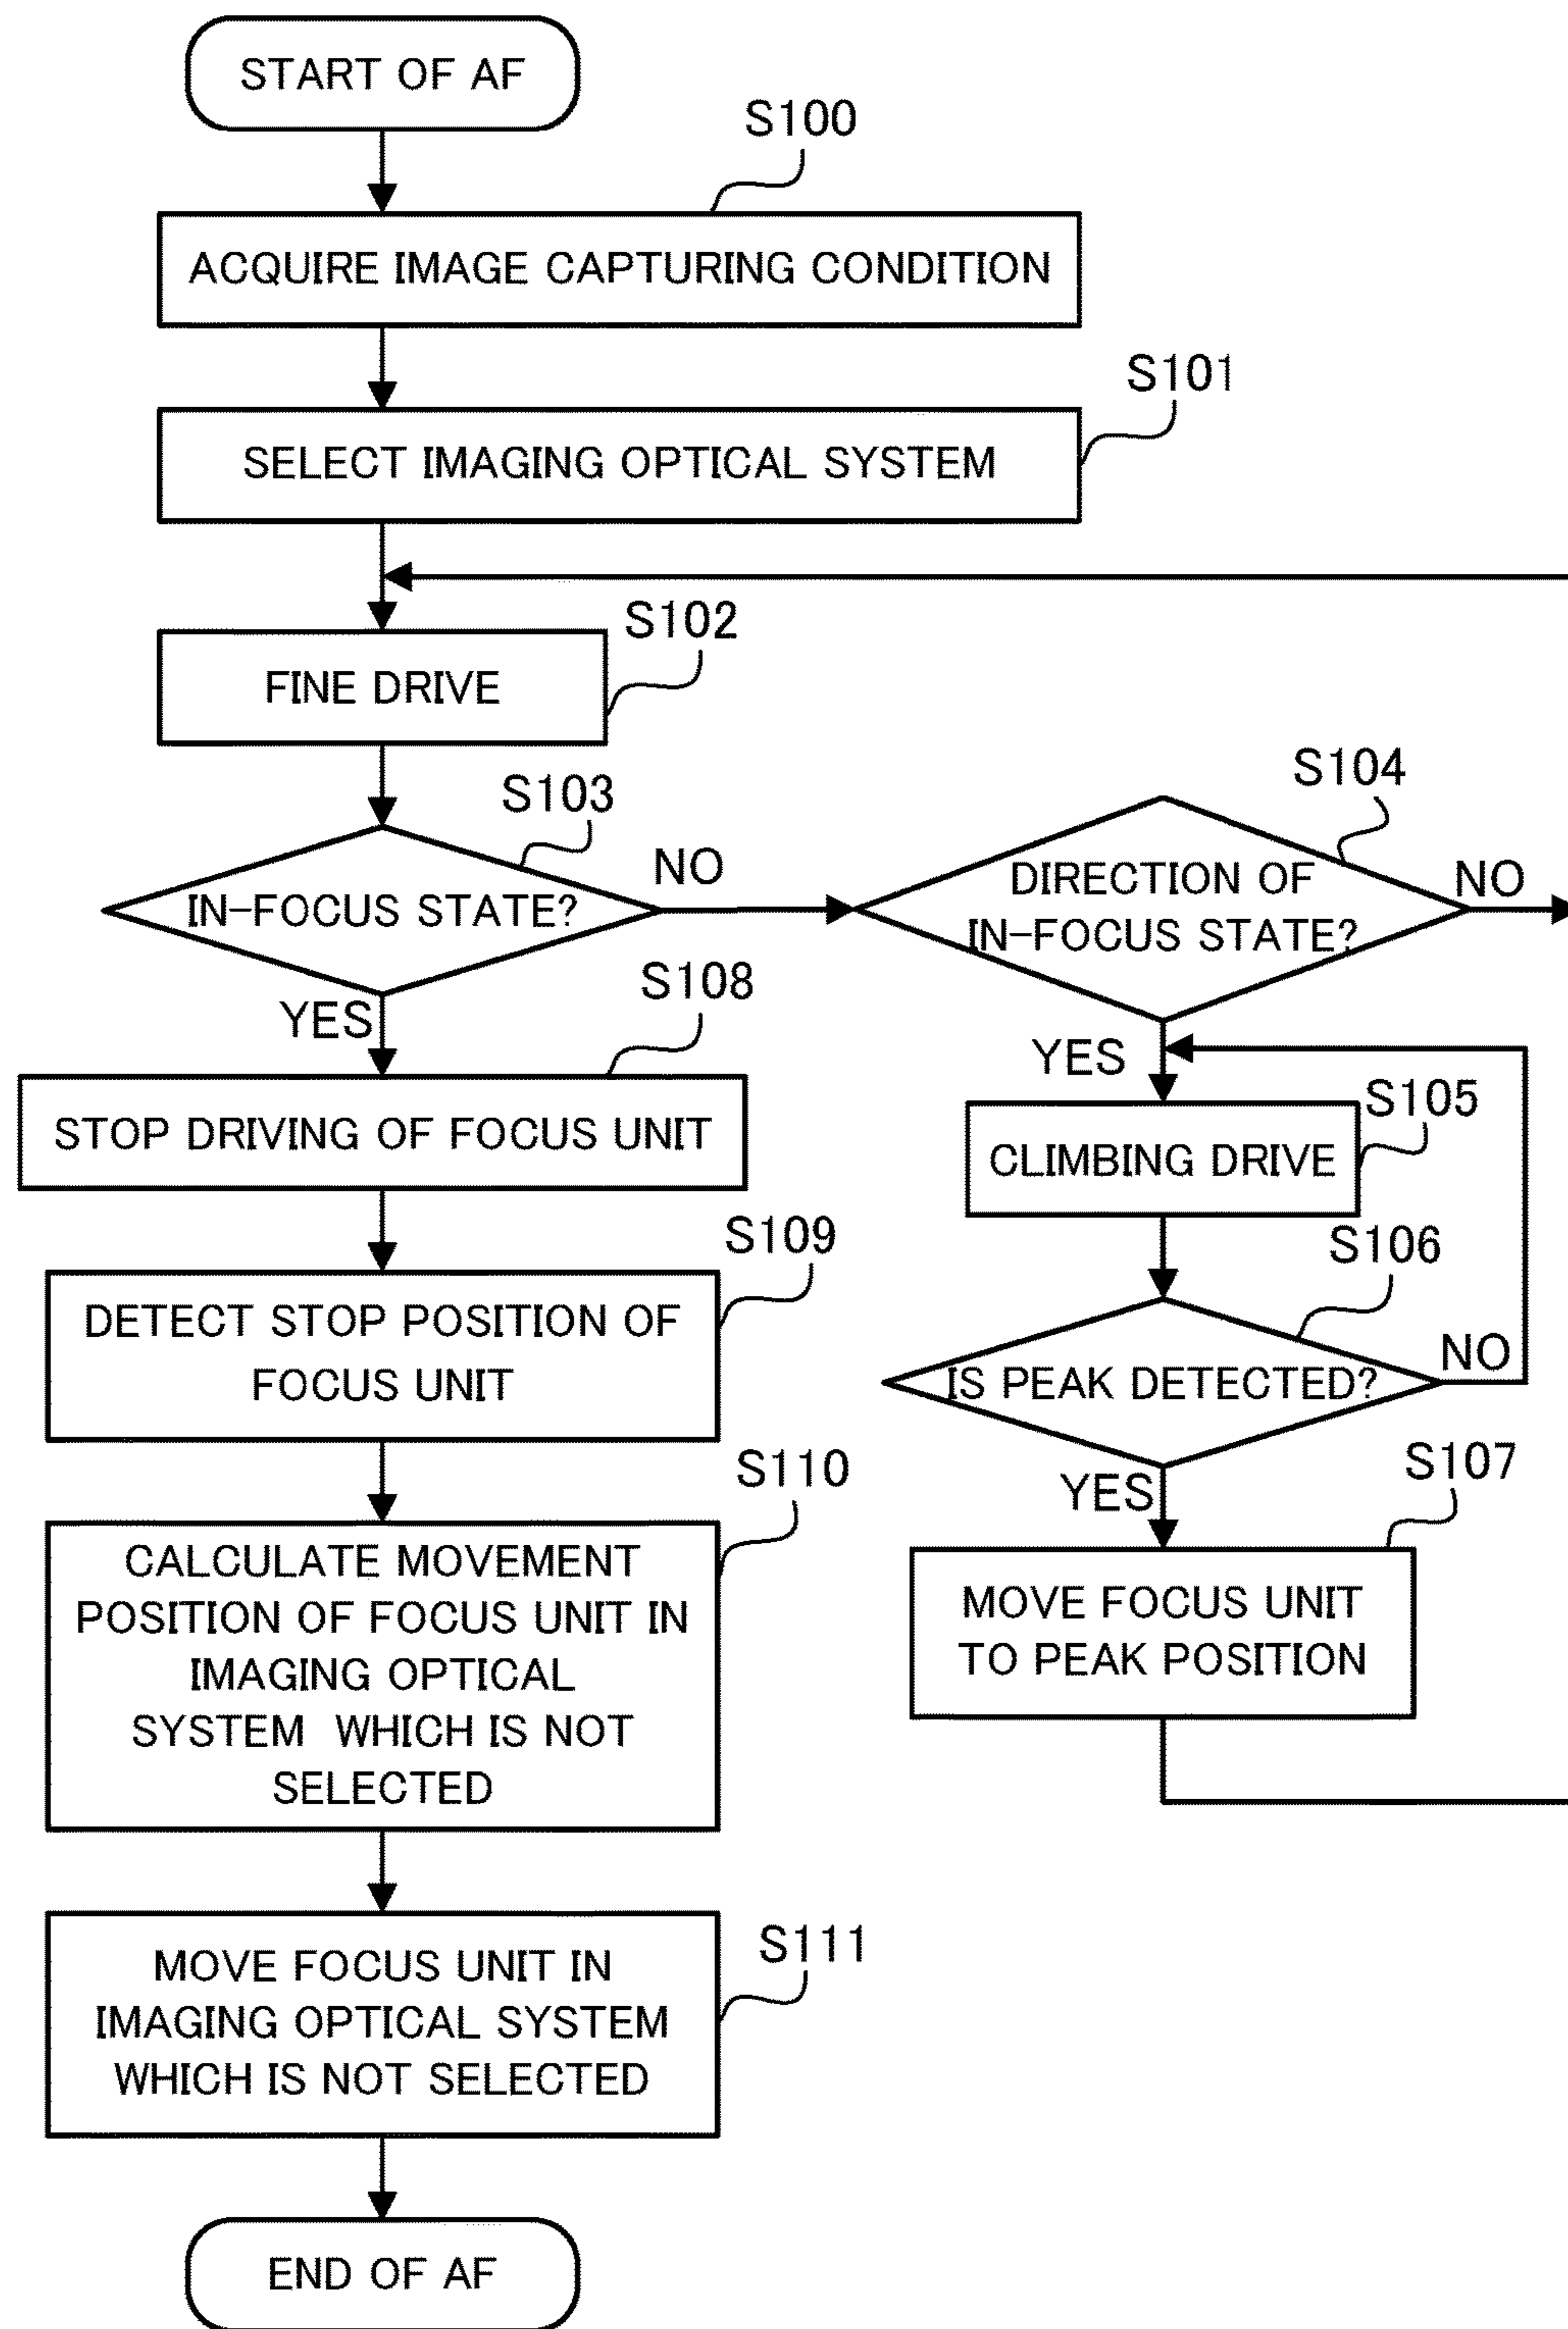 START OF AF
S100
ACQUIRE IMAGE CAPTURING CONDITION
S101
SELECT IMAGING OPTICAL SYSTEM
S102
FINE DRIVE
S103
IN-FOCUS STATE?
NO
YES
S104
DIRECTION OF
IN-FOCUS STATE?
NO
YES
S105
CLIMBING DRIVE
S106
IS PEAK DETECTED?
NO
YES
S107
MOVE FOCUS UNIT
TO PEAK POSITION
S108
STOP DRIVING OF FOCUS UNIT
S109
DETECT STOP POSITION OF
FOCUS UNIT
S110
CALCULATE MOVEMENT
POSITION OF FOCUS UNIT IN
IMAGING OPTICAL
SYSTEM WHICH IS NOT
SELECTED
S111
MOVE FOCUS UNIT IN
IMAGING OPTICAL SYSTEM
WHICH IS NOT SELECTED
END OF AF